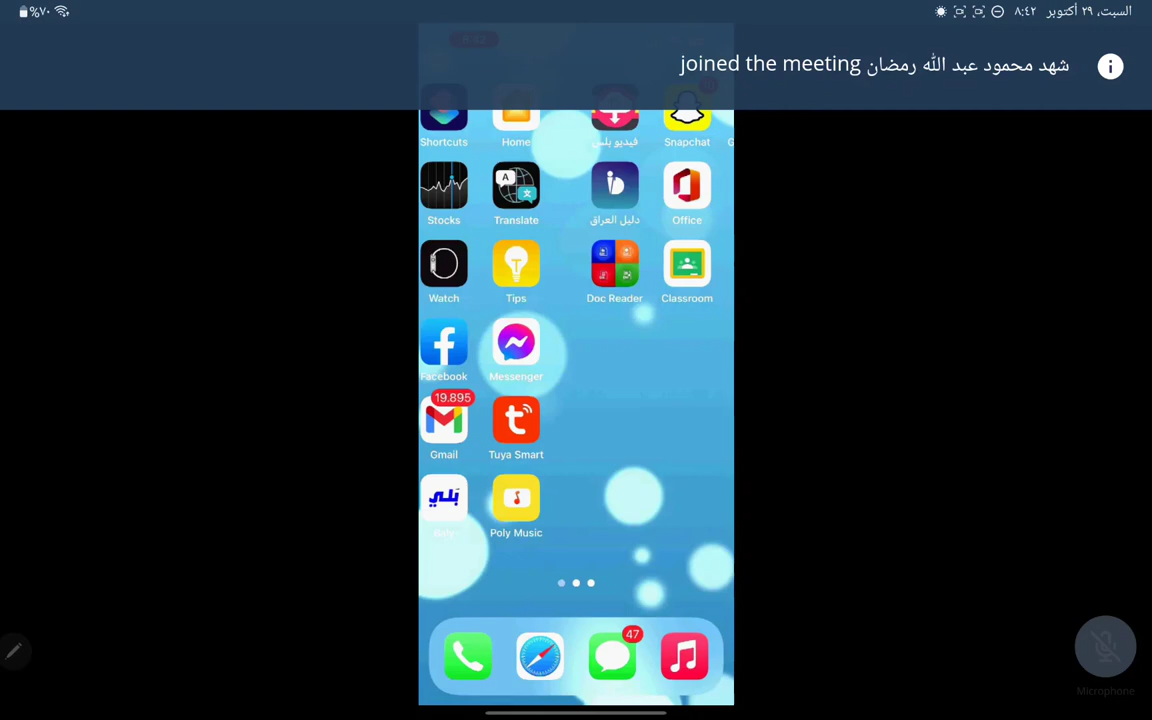 السبت، ٢٩ أكتوبر ٨:٤٢
٪٧٠
شهد محمود عبد الله رمضان joined the meeting
Shortcuts Home فيديو بلس Snapchat G
Stocks Translate دليل العراق Office
Watch Tips Doc Reader Classroom
Facebook Messenger
19.895
Gmail Tuya Smart
بلي
Poly Music
47
Microphone